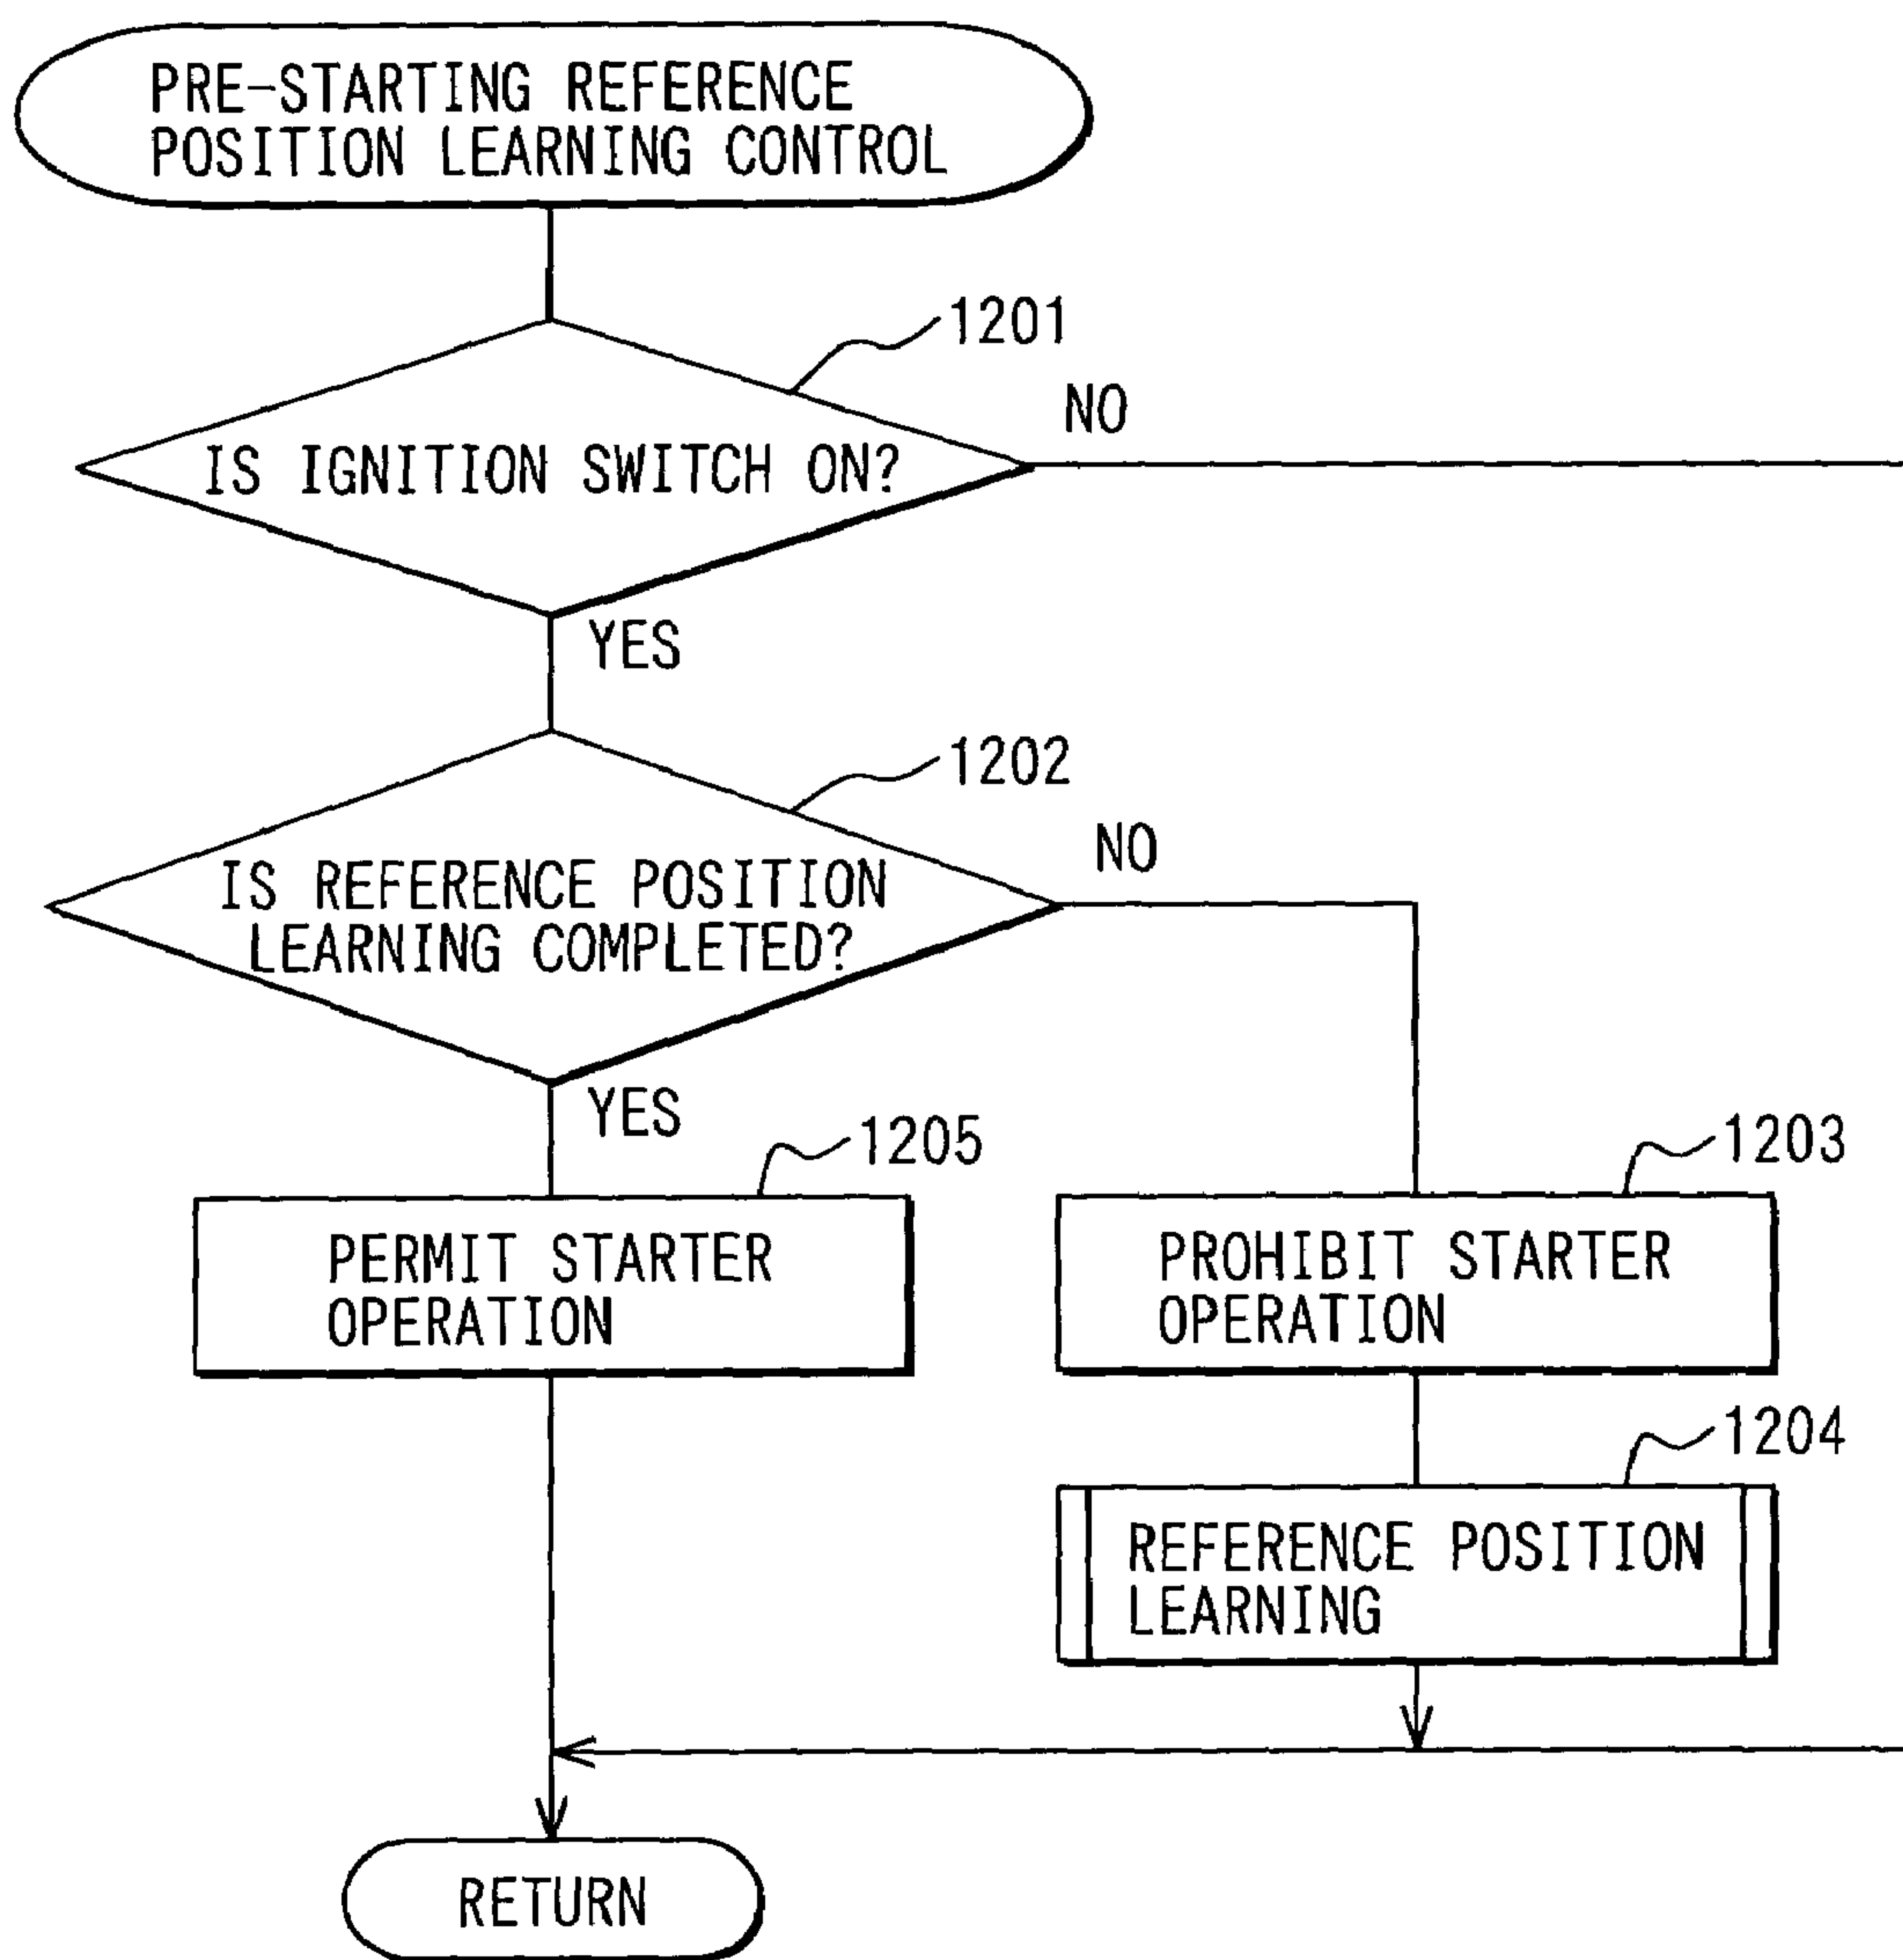 PRE-STARTING REFERENCE
POSITION LEARNING CONTROL
1201
NO
IS IGNITION SWITCH ON?
YES
1202
NO
IS REFERENCE POSITION
LEARNING COMPLETED?
YES
1205
PERMIT STARTER
OPERATION
1203
PROHIBIT STARTER
OPERATION
1204
REFERENCE POSITION
LEARNING
RETURN